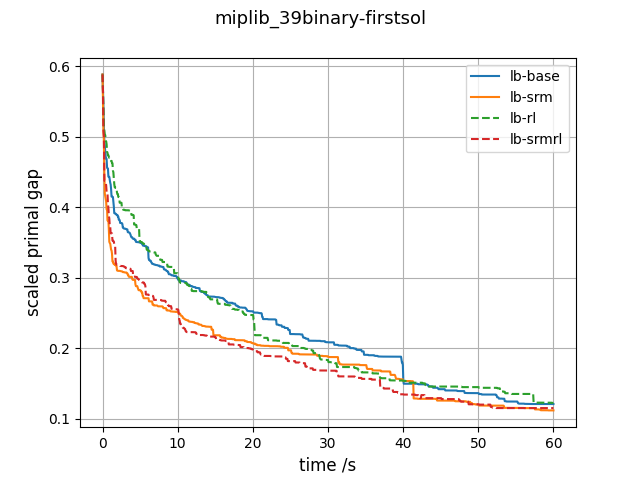 miplib_39binary-firstsol
lb-base
lb-srm
lb-rl
lb-srmrl
scaled primal gap
0.6
0.5
0.4
0.3
0.2
0.1
0 10 20 30 40 50 60
time /s